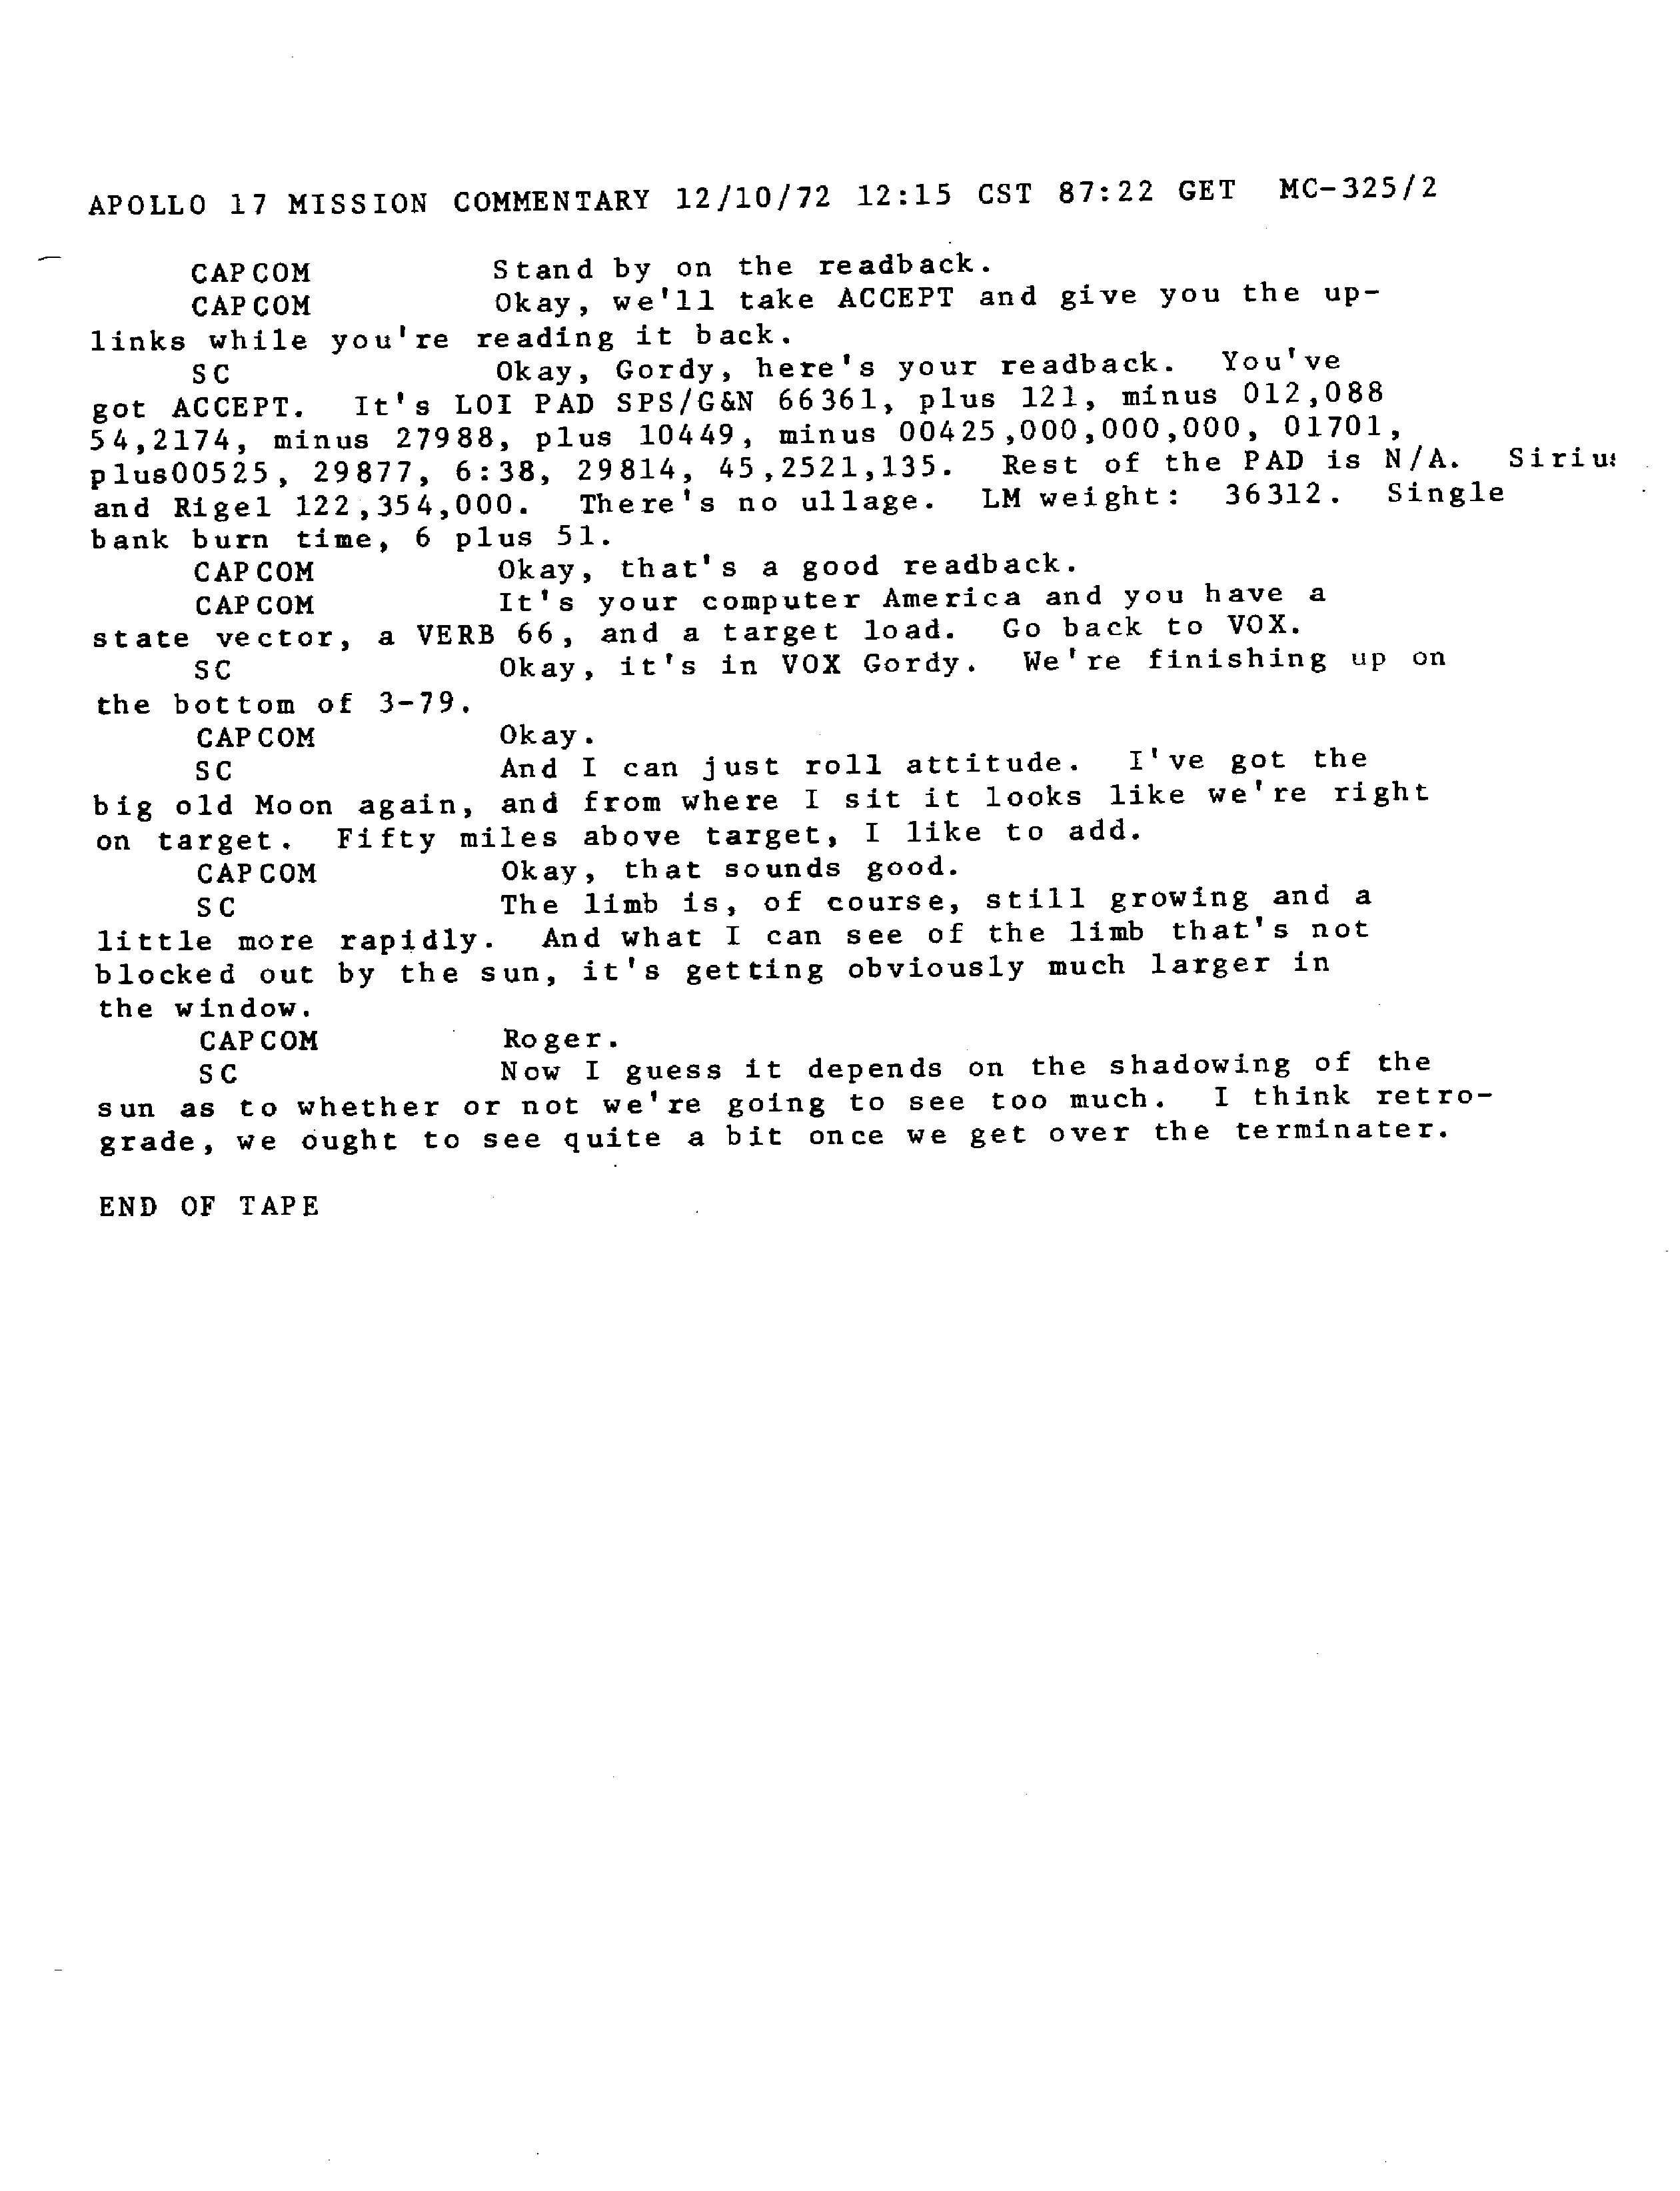 APOLLO 17 MISSION COMMENTARY 12/10/72 12:15 CST 87:22 GET MC-325/2
CAPCOM Stand by on the readback.
CAPCOM Okay, we'll take ACCEPT and give you the up-
links while you're reading it back.
SC Okay, Gordy, here's your readback. You've
got ACCEPT. It's LOI PAD SPS/G&N 66361, plus 121, minus 012,088
54,2174, minus 27988, plus 10449, minus 00425,000,000,000, 01701,
plus00525, 29877, 6:38, 29814, 45,2521,135. Rest of the PAD is N/A. Sirius
and Rigel 122,354,000. There's no ullage. LM weight: 36312. Single
bank burn time, 6 plus 51.
CAPCOM Okay, that's a good readback.
CAPCOM It's your computer America and you have a
state vector, a VERB 66, and a target load. Go back to VOX.
SC Okay, it's in VOX Gordy. We're finishing up on
the bottom of 3-79.
CAPCOM Okay.
SC And I can just roll attitude. I've got the
big old Moon again, and from where I sit it looks like we're right
on target. Fifty miles above target, I like to add.
CAPCOM Okay, that sounds good.
SC The limb is, of course, still growing and a
little more rapidly. And what I can see of the limb that's not
blocked out by the sun, it's getting obviously much larger in
the window.
CAPCOM Roger.
SC Now I guess it depends on the shadowing of the
sun as to whether or not we're going to see too much. I think retro-
grade, we ought to see quite a bit once we get over the terminater.
END OF TAPE